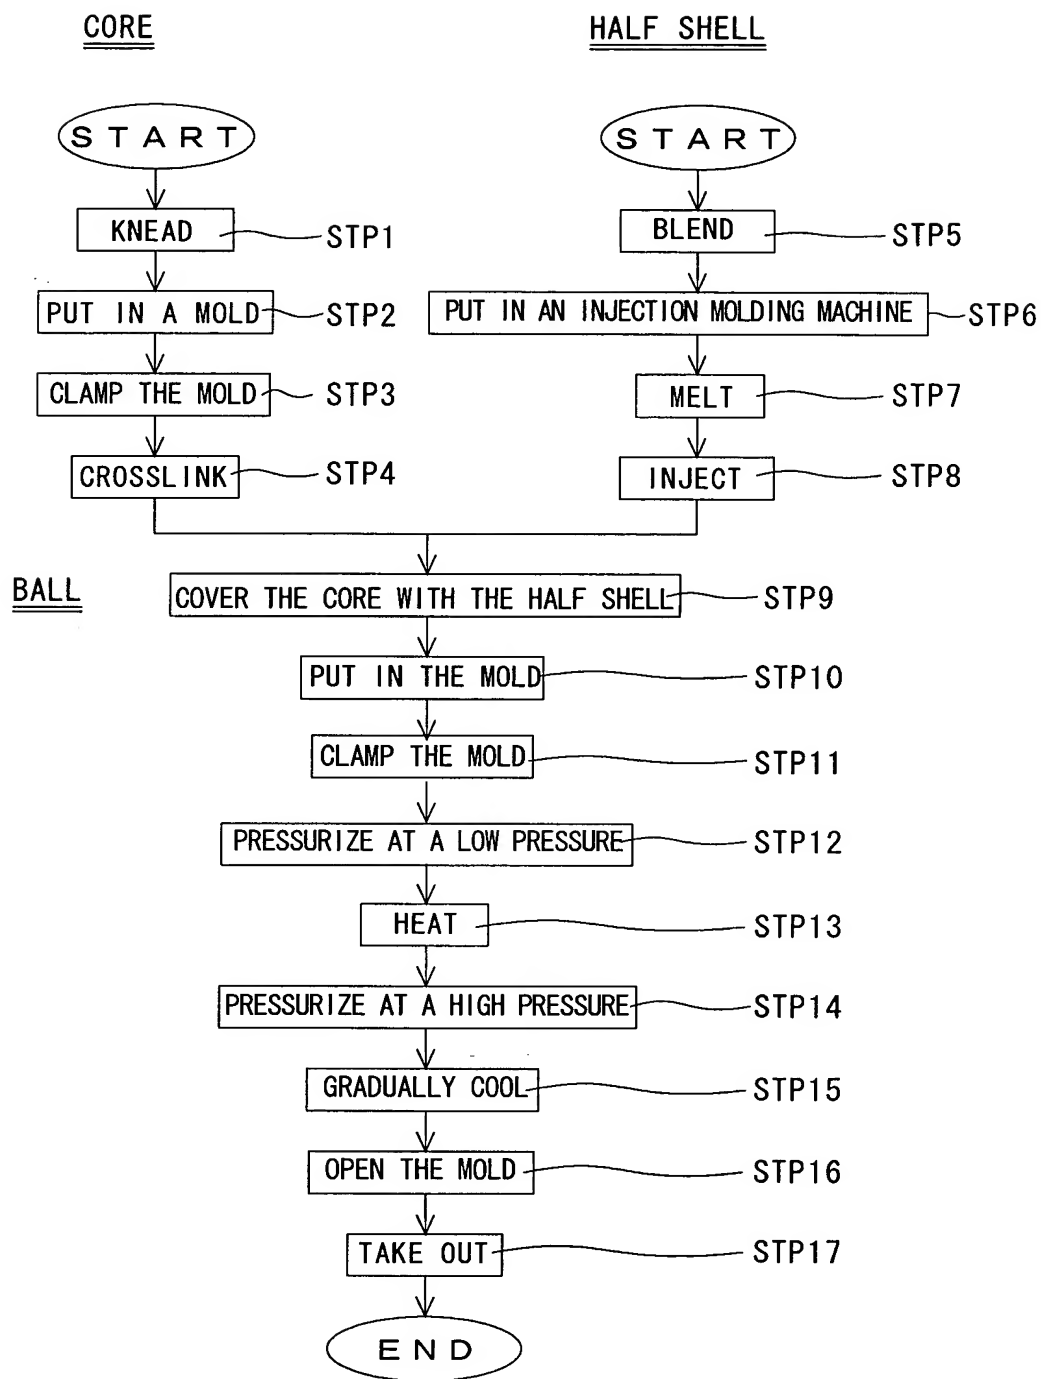 CORE
START
KNEAD STP1
PUT IN A MOLD STP2
CLAMP THE MOLD STP3
CROSSLINK STP4
HALF SHELL
START
BLEND STP5
PUT IN AN INJECTION MOLDING MACHINE STP6
MELT STP7
INJECT STP8
BALL
COVER THE CORE WITH THE HALF SHELL STP9
PUT IN THE MOLD STP10
CLAMP THE MOLD STP11
PRESSURIZE AT A LOW PRESSURE STP12
HEAT STP13
PRESSURIZE AT A HIGH PRESSURE STP14
GRADUALLY COOL STP15
OPEN THE MOLD STP16
TAKE OUT STP17
END